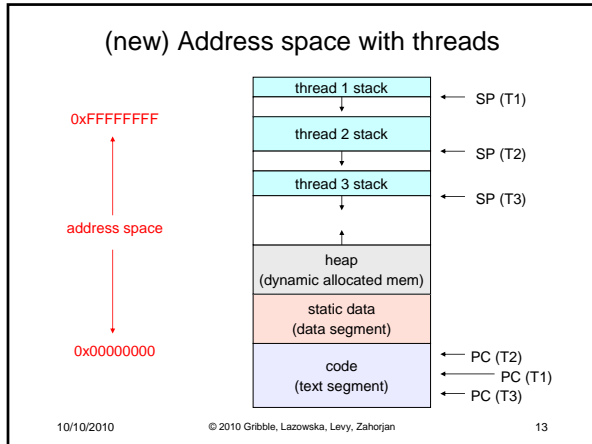 (new) Address space with threads
0xFFFFFFFF
address space
0x00000000
thread 1 stack
SP (T1)
thread 2 stack
SP (T2)
thread 3 stack
SP (T3)
heap
(dynamic allocated mem)
static data
(data segment)
code
(text segment)
PC (T2)
PC (T1)
PC (T3)
10/10/2010
© 2010 Gribble, Lazowska, Levy, Zahorjan
13